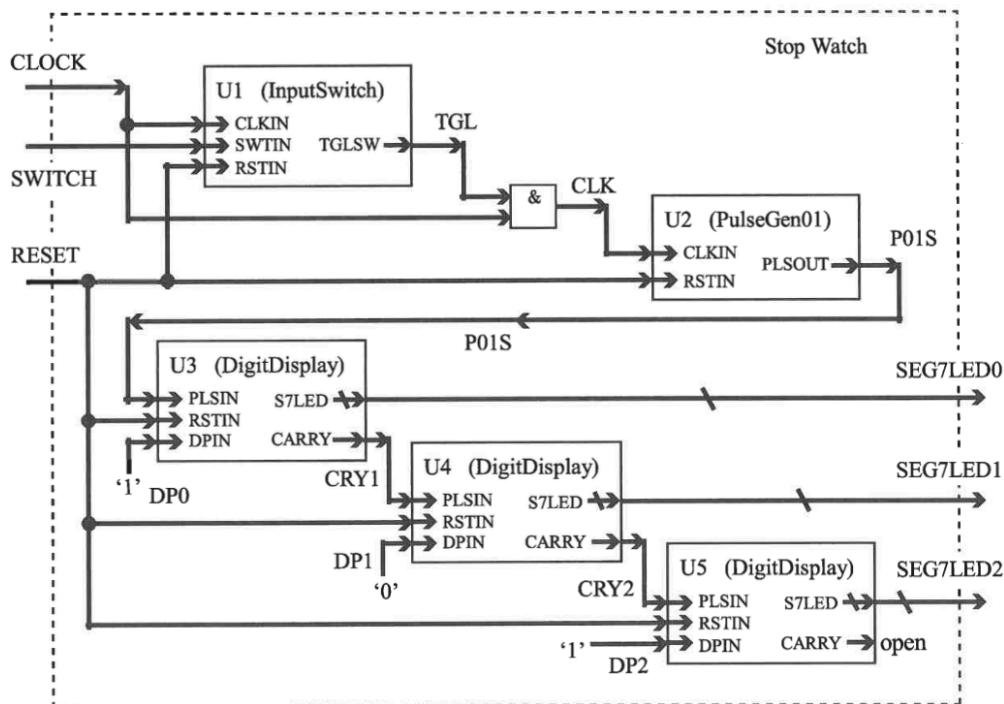 Stop Watch
CLOCK
U1 (InputSwitch)
CLKIN
SWTIN
TGLSW
RSTIN
TGL
SWITCH
&
CLK
U2 (PulseGen01)
CLKIN
PLSOUT
RSTIN
P01S
RESET
P01S
U3 (DigitDisplay)
PLSIN
S7LED
RSTIN
CARRY
DPIN
SEG7LED0
'1' DP0
CRY1
U4 (DigitDisplay)
PLSIN
S7LED
RSTIN
CARRY
DPIN
SEG7LED1
DP1
'0'
CRY2
U5 (DigitDisplay)
PLSIN
S7LED
RSTIN
CARRY
DPIN
open
SEG7LED2
'1'
DP2